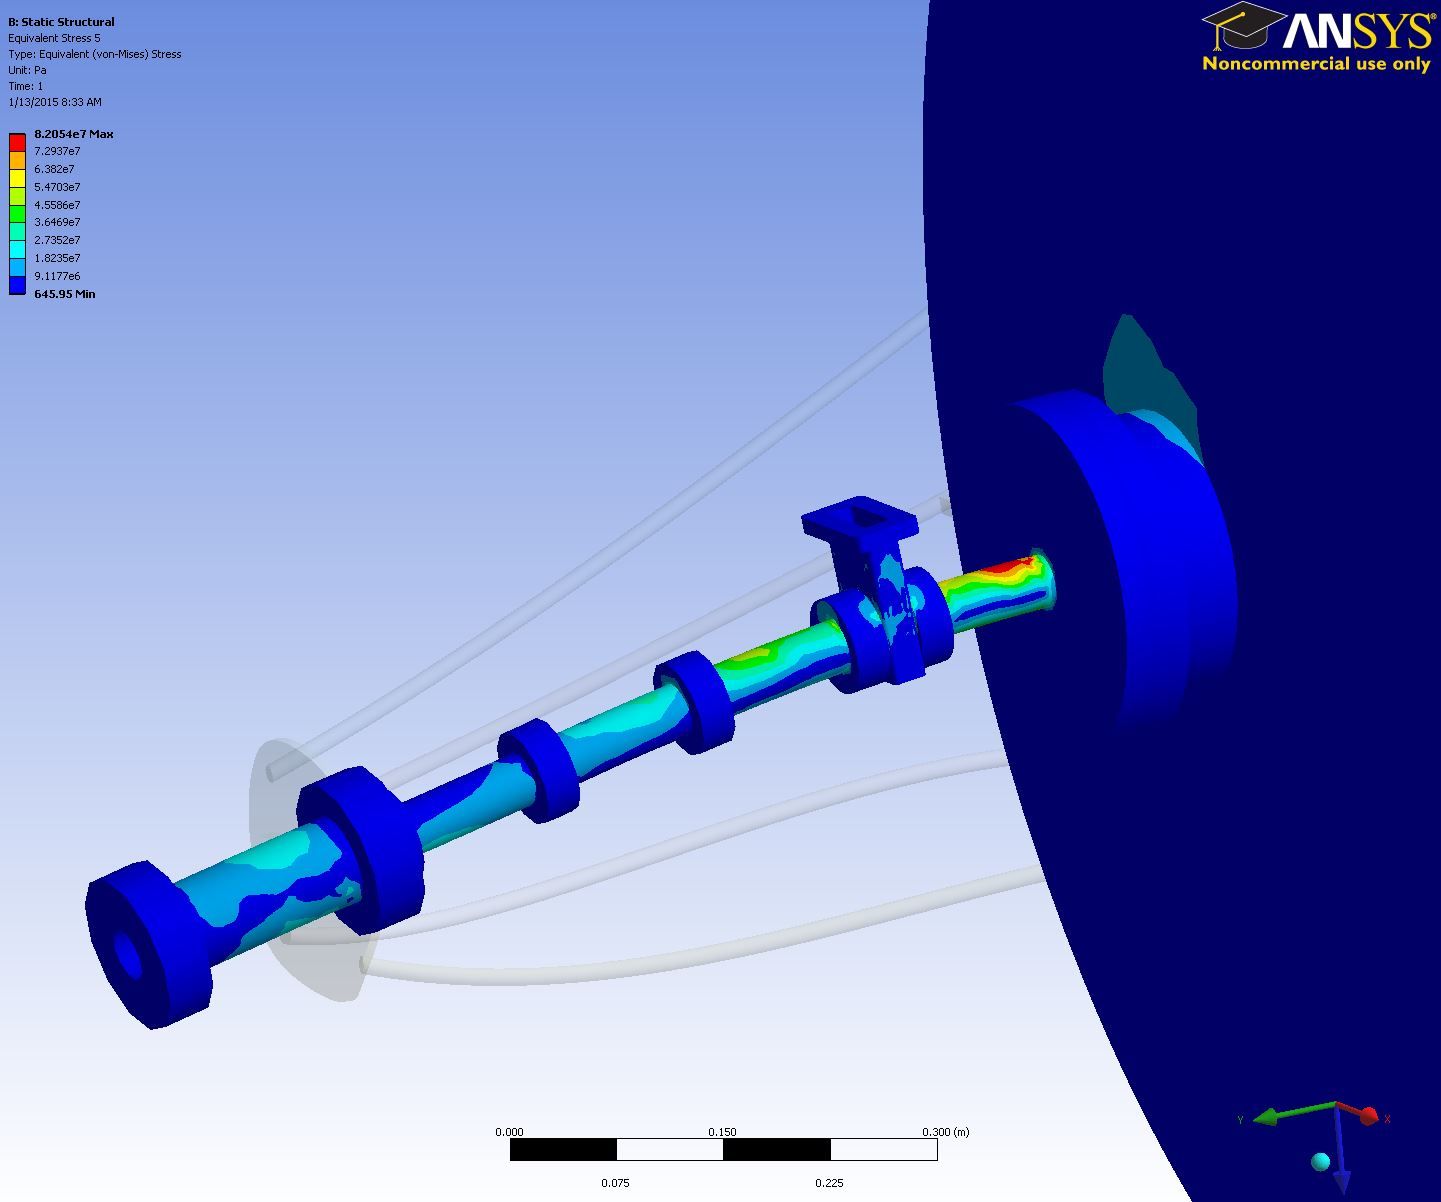 B: Static Structural
Equivalent Stress 5
Type: Equivalent (von-Mises) Stress
Unit: Pa
Time: 1
1/13/2015 8:33 AM
8.2054e7 Max
7.2937e7
6.382e7
5.4703e7
4.5586e7
3.6469e7
2.7352e7
1.8235e7
9.1177e6
645.95 Min
ANSYS®
Noncommercial use only
0.000 0.150 0.300 (m)
0.075 0.225
Y X